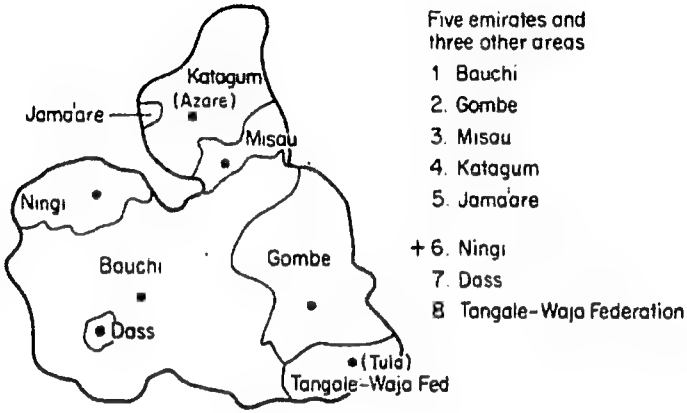 Katagum
(Azare)
Jama'are
Misau
Ningi
Bauchi
Gombe
Dass
(Tula)
Tangale-Waja Fed
Five emirates and
three other areas
1 Bauchi
2. Gombe
3. Misau
4. Katagum
5. Jama'are
+ 6. Ningi
7. Dass
8 Tangale-Waja Federation